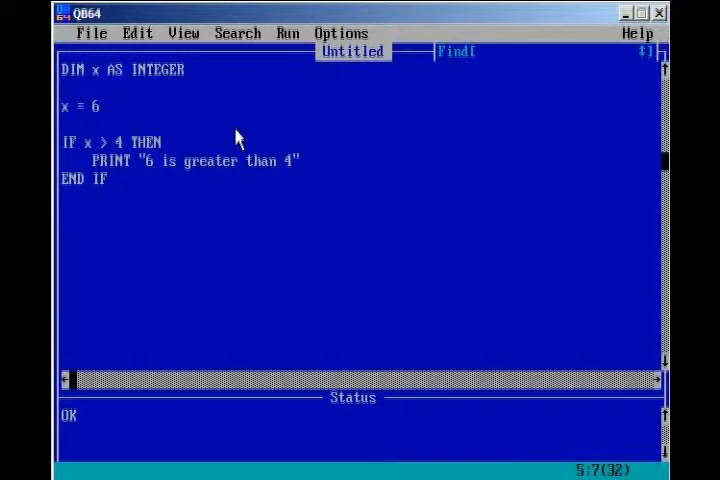 QB64
File Edit View Search Run Options Help
Untitled Find[ ↕]
DIM x AS INTEGER
x = 6
IF x > 4 THEN
PRINT "6 is greater than 4"
END IF
Status
OK
5:7(32)